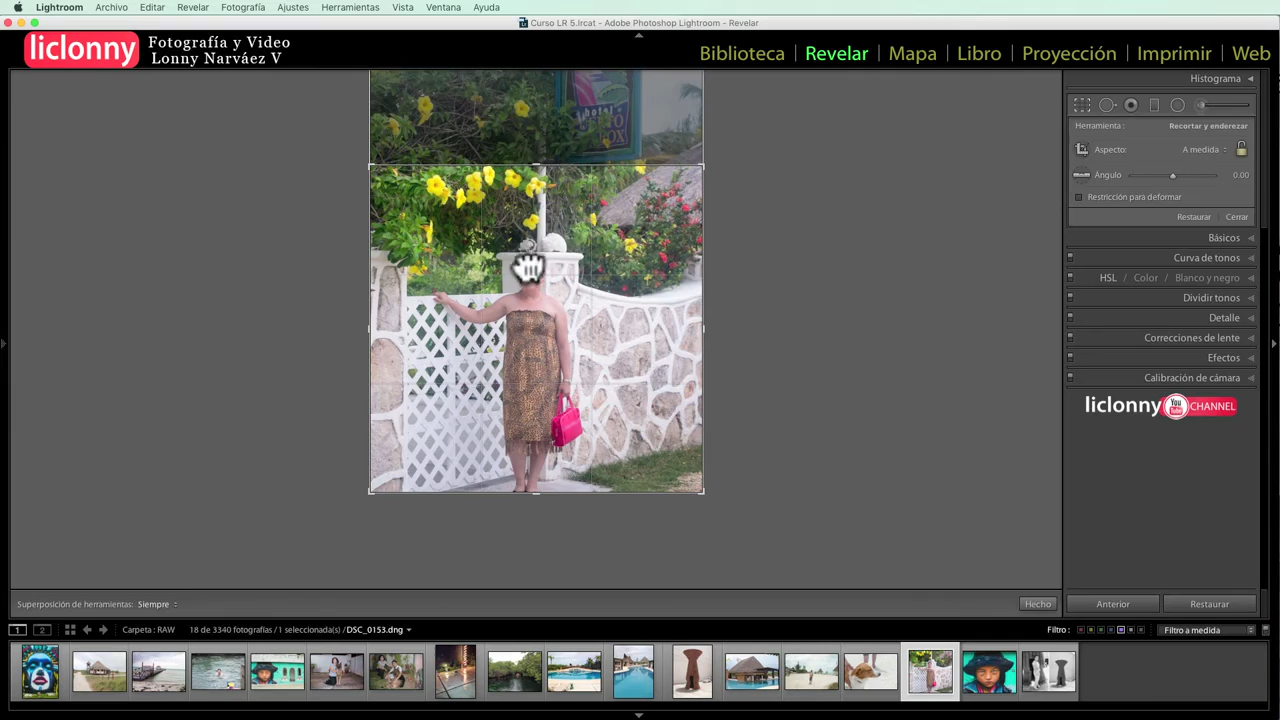 Lightroom Archivo Editar Revelar Fotografía Ajustes Herramientas Vista Ventana Ayuda
Curso LR 5.lrcat - Adobe Photoshop Lightroom - Revelar
liclonny Fotografía y Video
Lonny Narváez V
Biblioteca | Revelar | Mapa | Libro | Proyección | Imprimir | Web
Histograma
Herramienta : Recortar y enderezar
Aspecto: A medida
Ángulo 0.00
Restricción para deformar
Restaurar Cerrar
Básicos
Curva de tonos
HSL / Color / Blanco y negro
Dividir tonos
Detalle
Correcciones de lente
Efectos
Calibración de cámara
liclonny You Tube CHANNEL
hotel
Superposición de herramientas: Siempre
Hecho
Anterior
Restaurar
1 2 Carpeta : RAW 18 de 3340 fotografías / 1 seleccionada(s) / DSC_0153.dng
Filtro : Filtro a medida